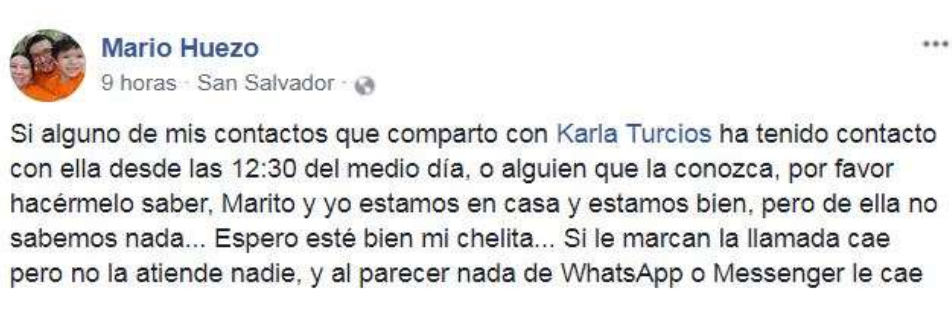 Mario Huezo
9 horas · San Salvador ·
Si alguno de mis contactos que comparto con Karla Turcios ha tenido contacto
con ella desde las 12:30 del medio día, o alguien que la conozca, por favor
hacérmelo saber, Marito y yo estamos en casa y estamos bien, pero de ella no
sabemos nada... Espero esté bien mi chelita... Si le marcan la llamada cae
pero no la atiende nadie, y al parecer nada de WhatsApp o Messenger le cae